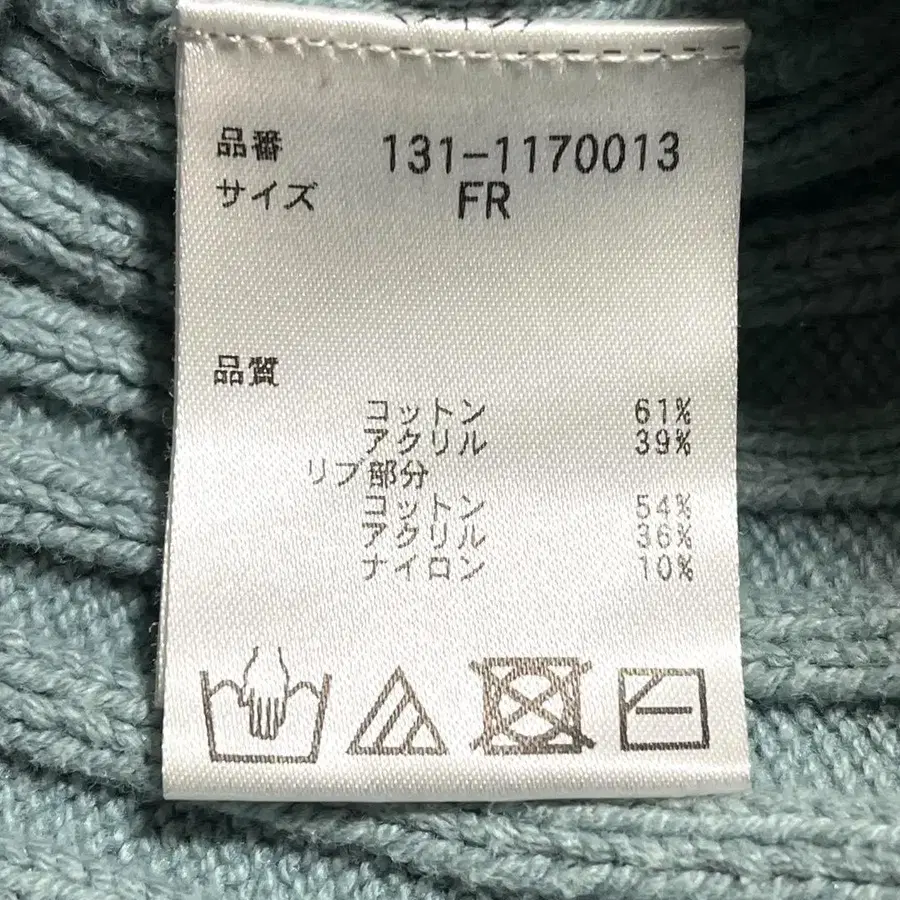 品番 131-1170013
サイズ FR
品質
コットン 61%
アクリル 39%
リブ部分
コットン 54%
アクリル 36%
ナイロン 10%